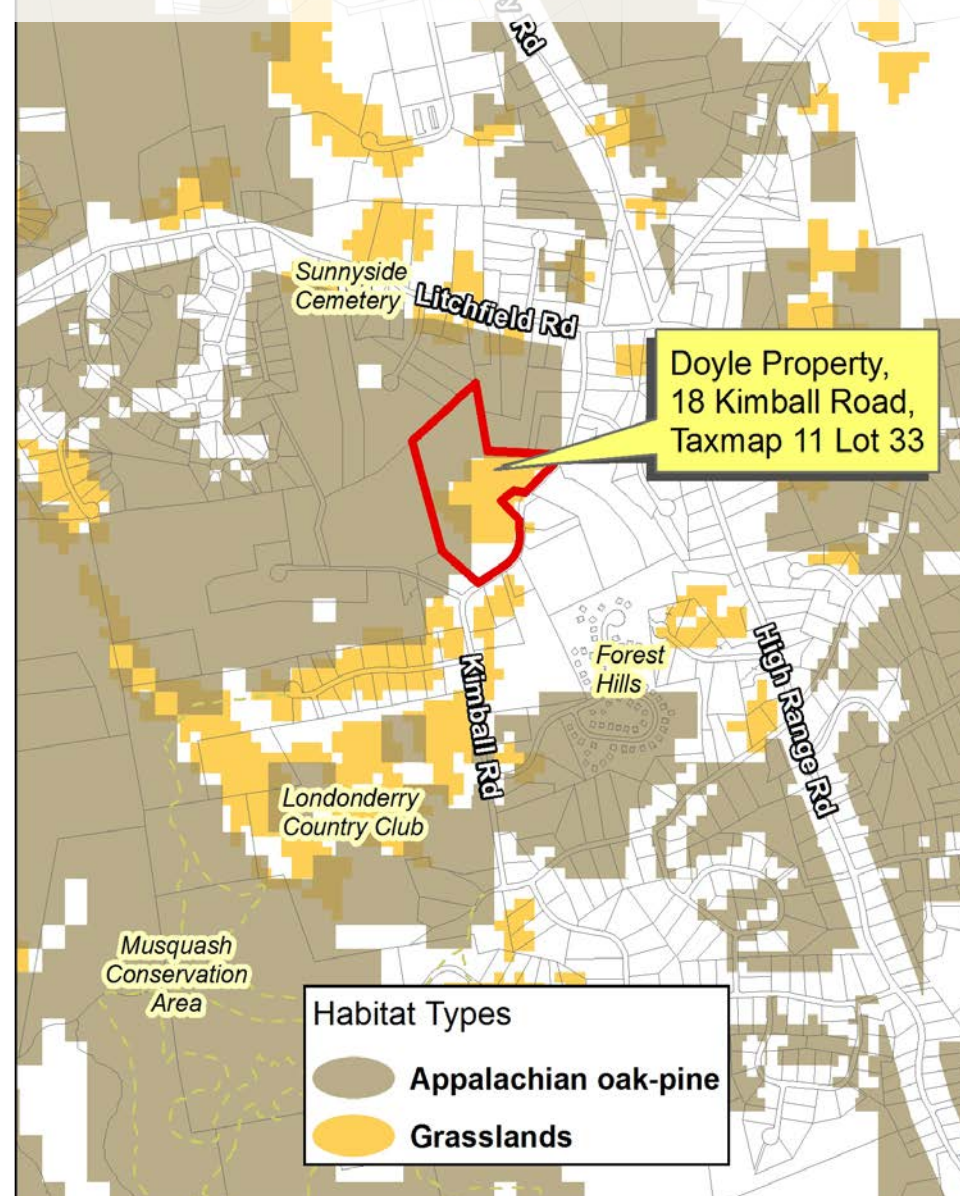 Rd
Sunnyside
Cemetery
Litchfield Rd
Doyle Property,
18 Kimball Road,
Taxmap 11 Lot 33
Forest
Hills
Kimball Rd
High Range Rd
Londonderry
Country Club
Musquash
Conservation
Area
Habitat Types
Appalachian oak-pine
Grasslands